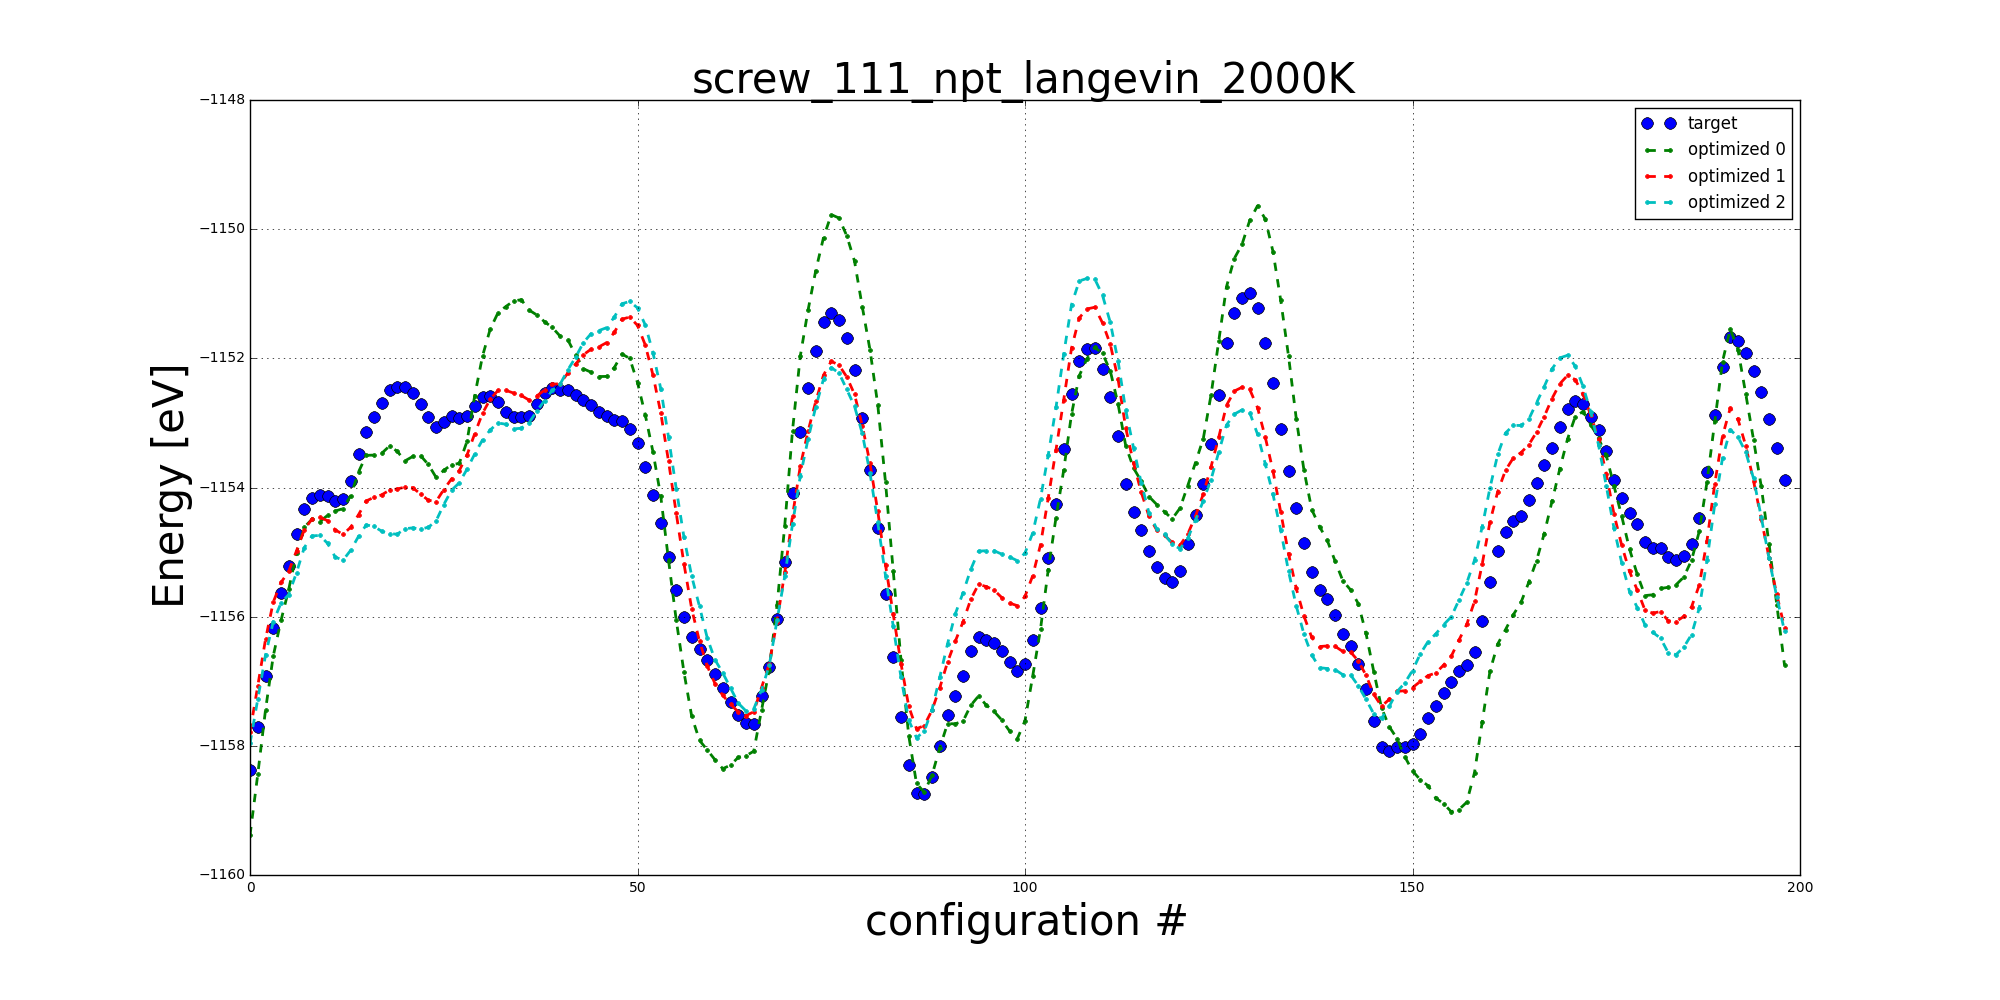 screw_111_npt_langevin_2000K
−1148
−1150
−1152
−1154
−1156
−1158
−1160
Energy [eV]
0
50
100
150
200
configuration #
target
optimized 0
optimized 1
optimized 2